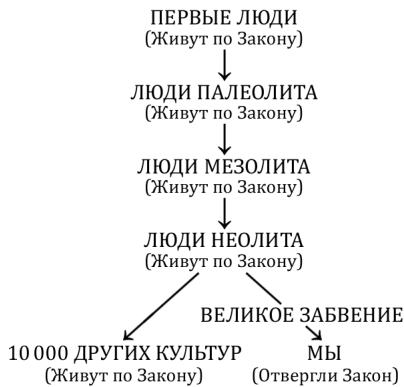 ПЕРВЫЕ ЛЮДИ
(Живут по Закону)
ЛЮДИ ПАЛЕОЛИТА
(Живут по Закону)
ЛЮДИ МЕЗОЛИТА
(Живут по Закону)
ЛЮДИ НЕОЛИТА
(Живут по Закону)
ВЕЛИКОЕ ЗАБВЕНИЕ
10 000 ДРУГИХ КУЛЬТУР
(Живут по Закону)
МЫ
(Отвергли Закон)